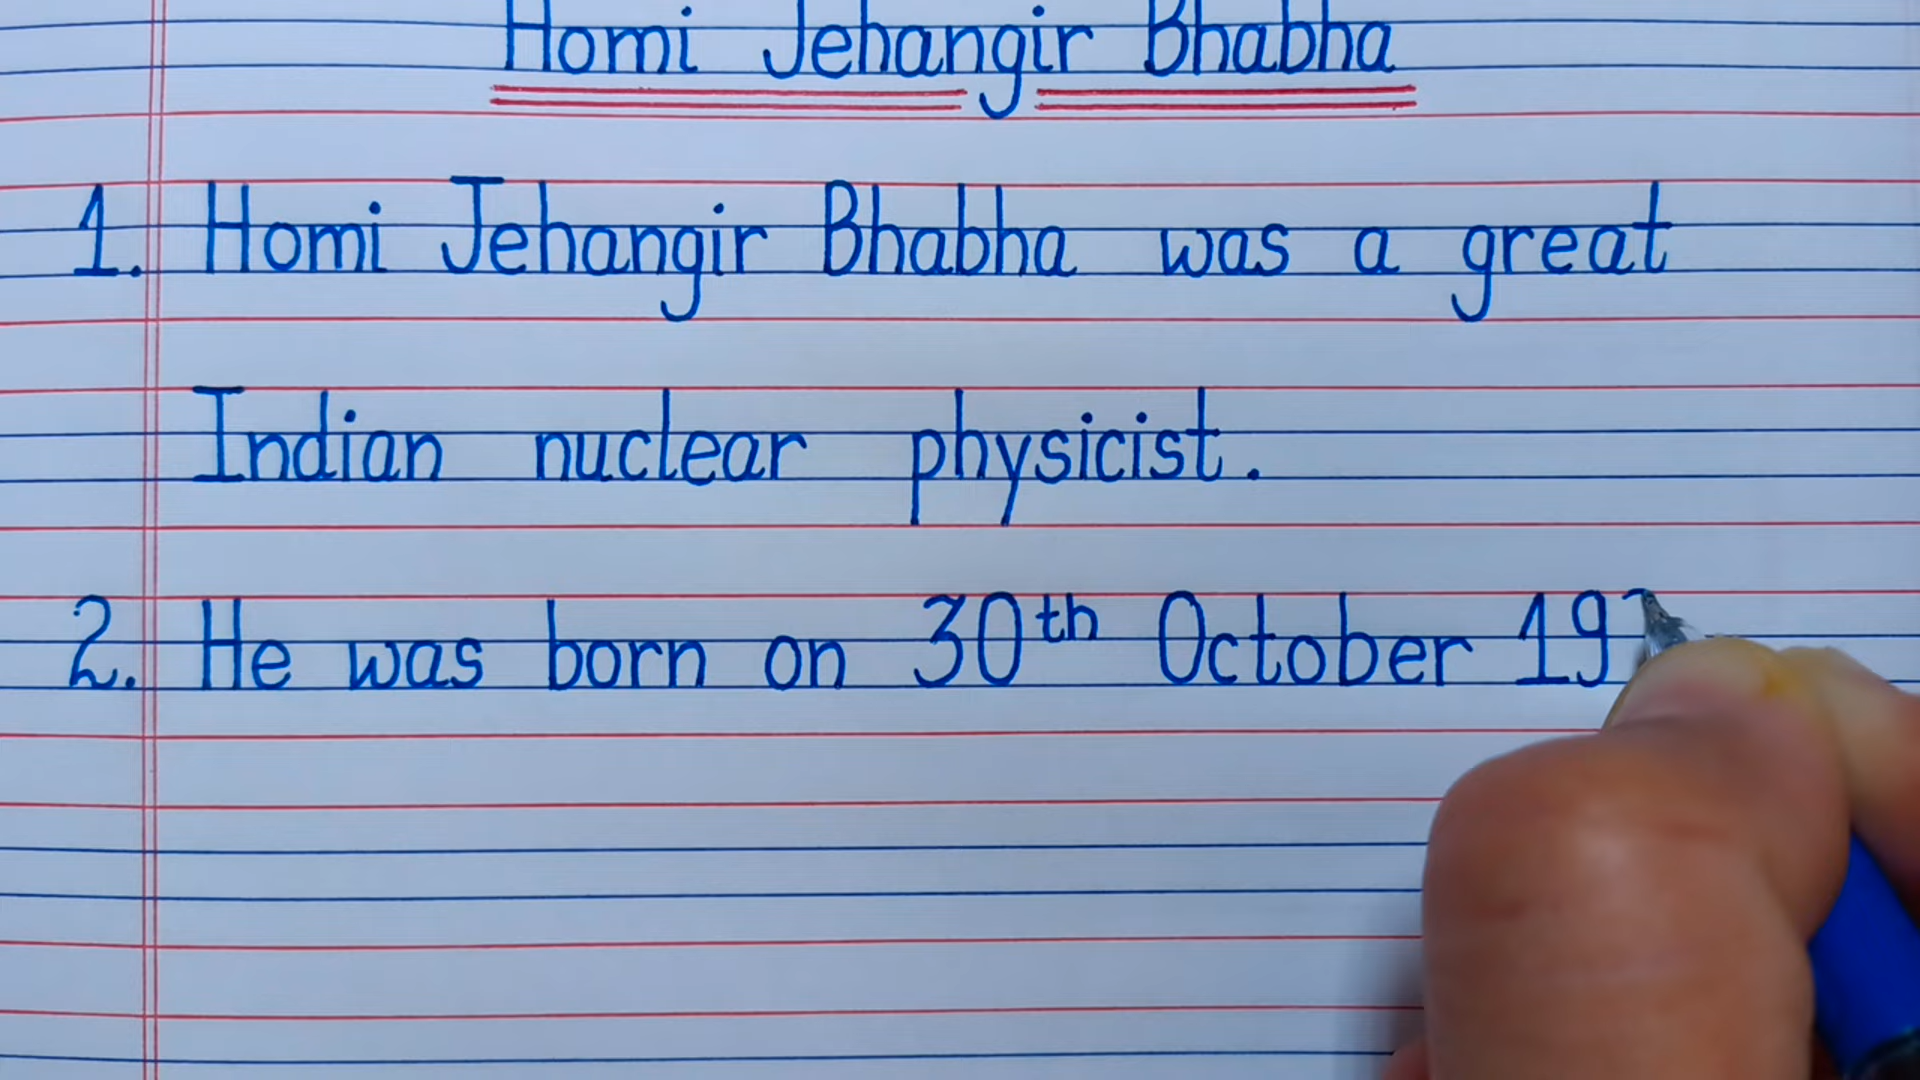 Homi Jehangir Bhabha
1. Homi Jehangir Bhabha was a great
Indian nuclear physicist.
2. He was born on 30th October 19